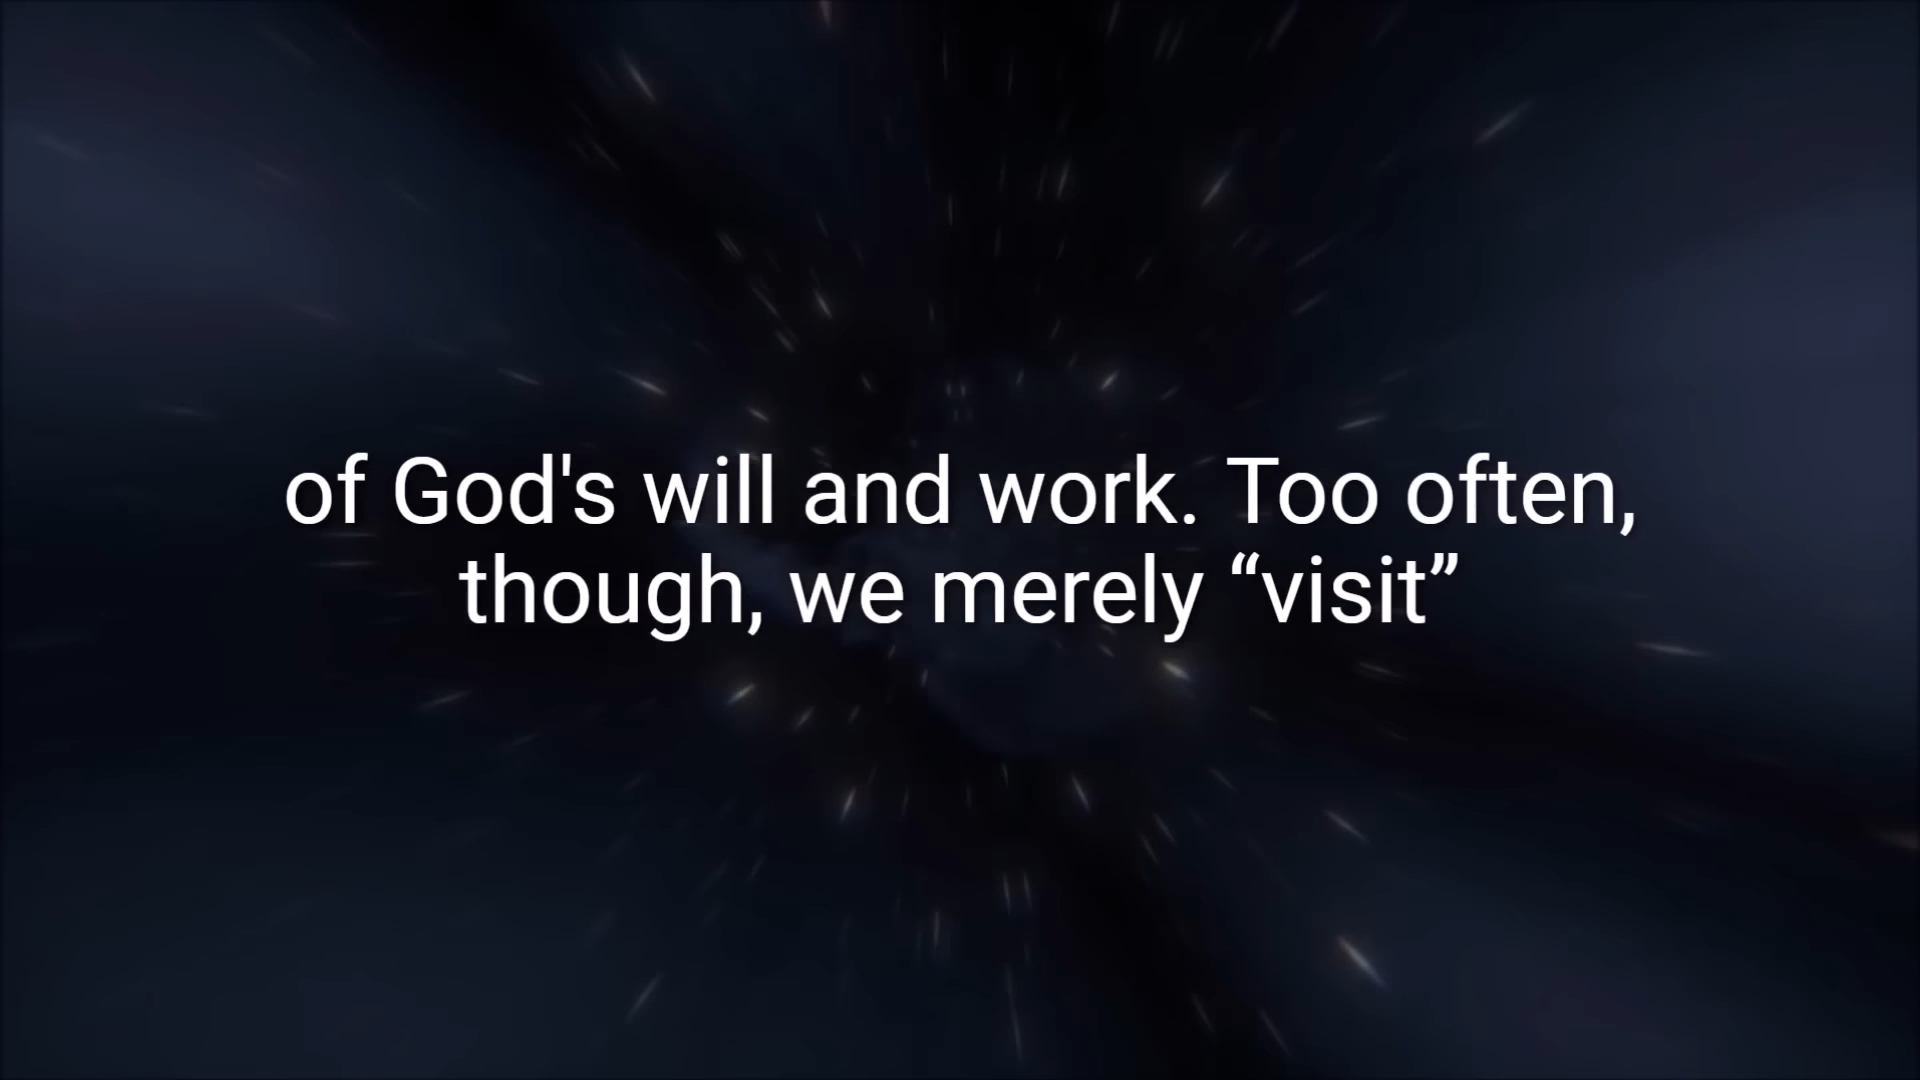 of God's will and work. Too often,
though, we merely “visit”